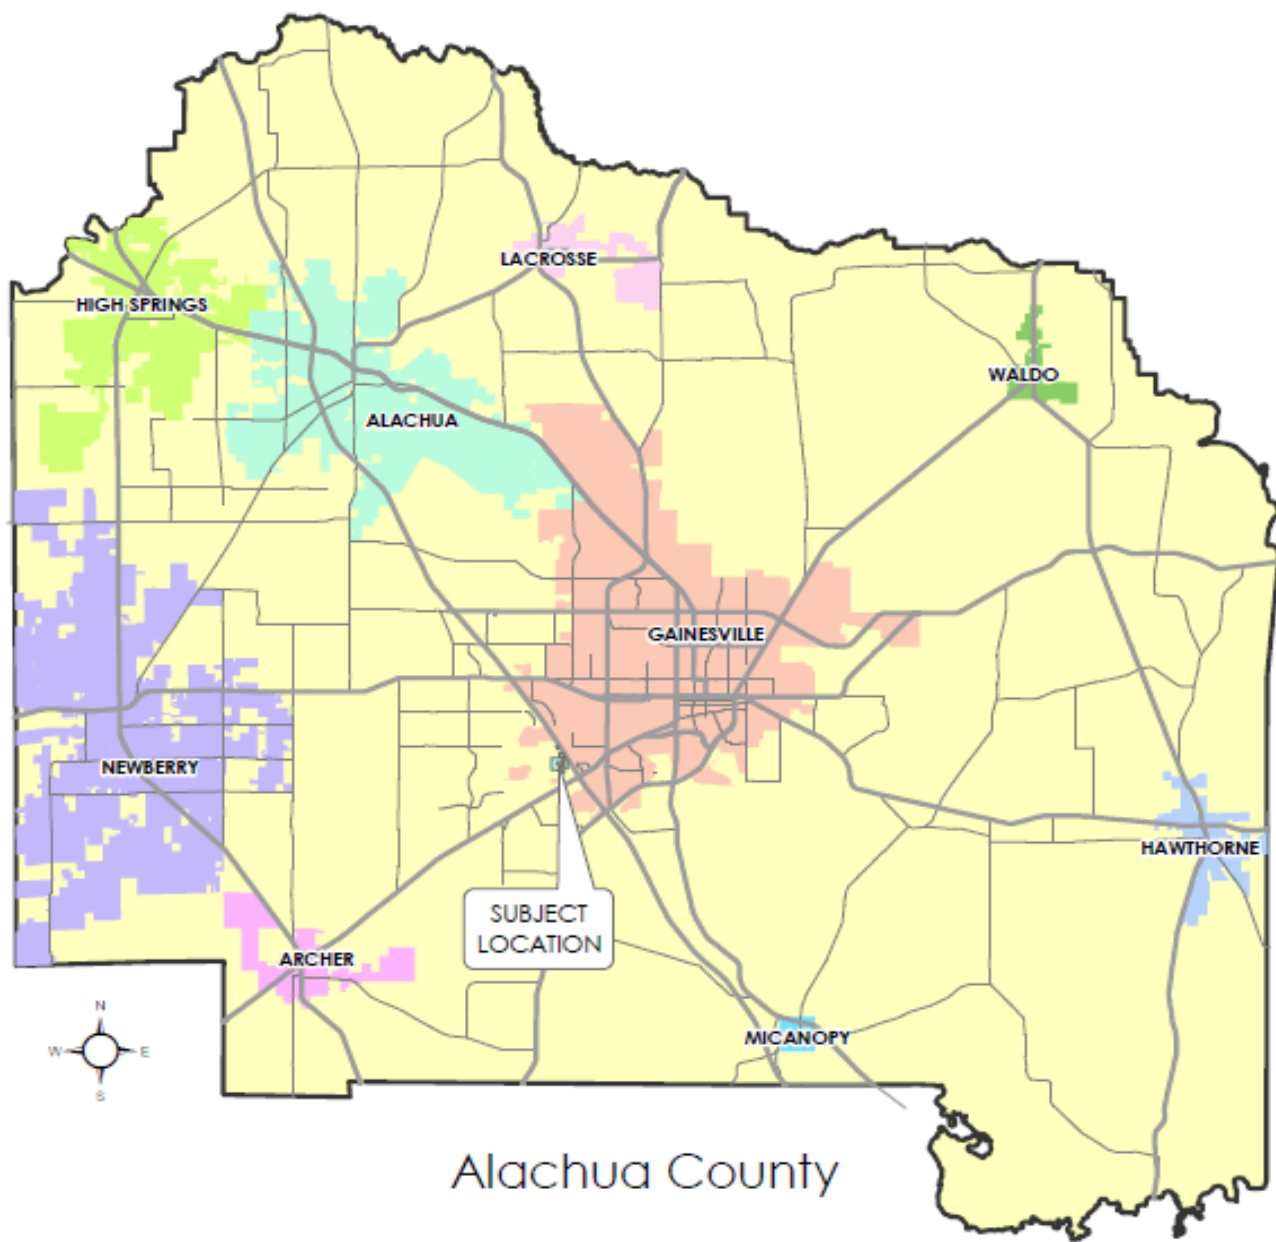 LACROSSE
HIGH SPRINGS
WALDO
ALACHUA
GAINESVILLE
NEWBERRY
HAWTHORNE
SUBJECT
LOCATION
ARCHER
MICANOPY
N
W E
S
Alachua County